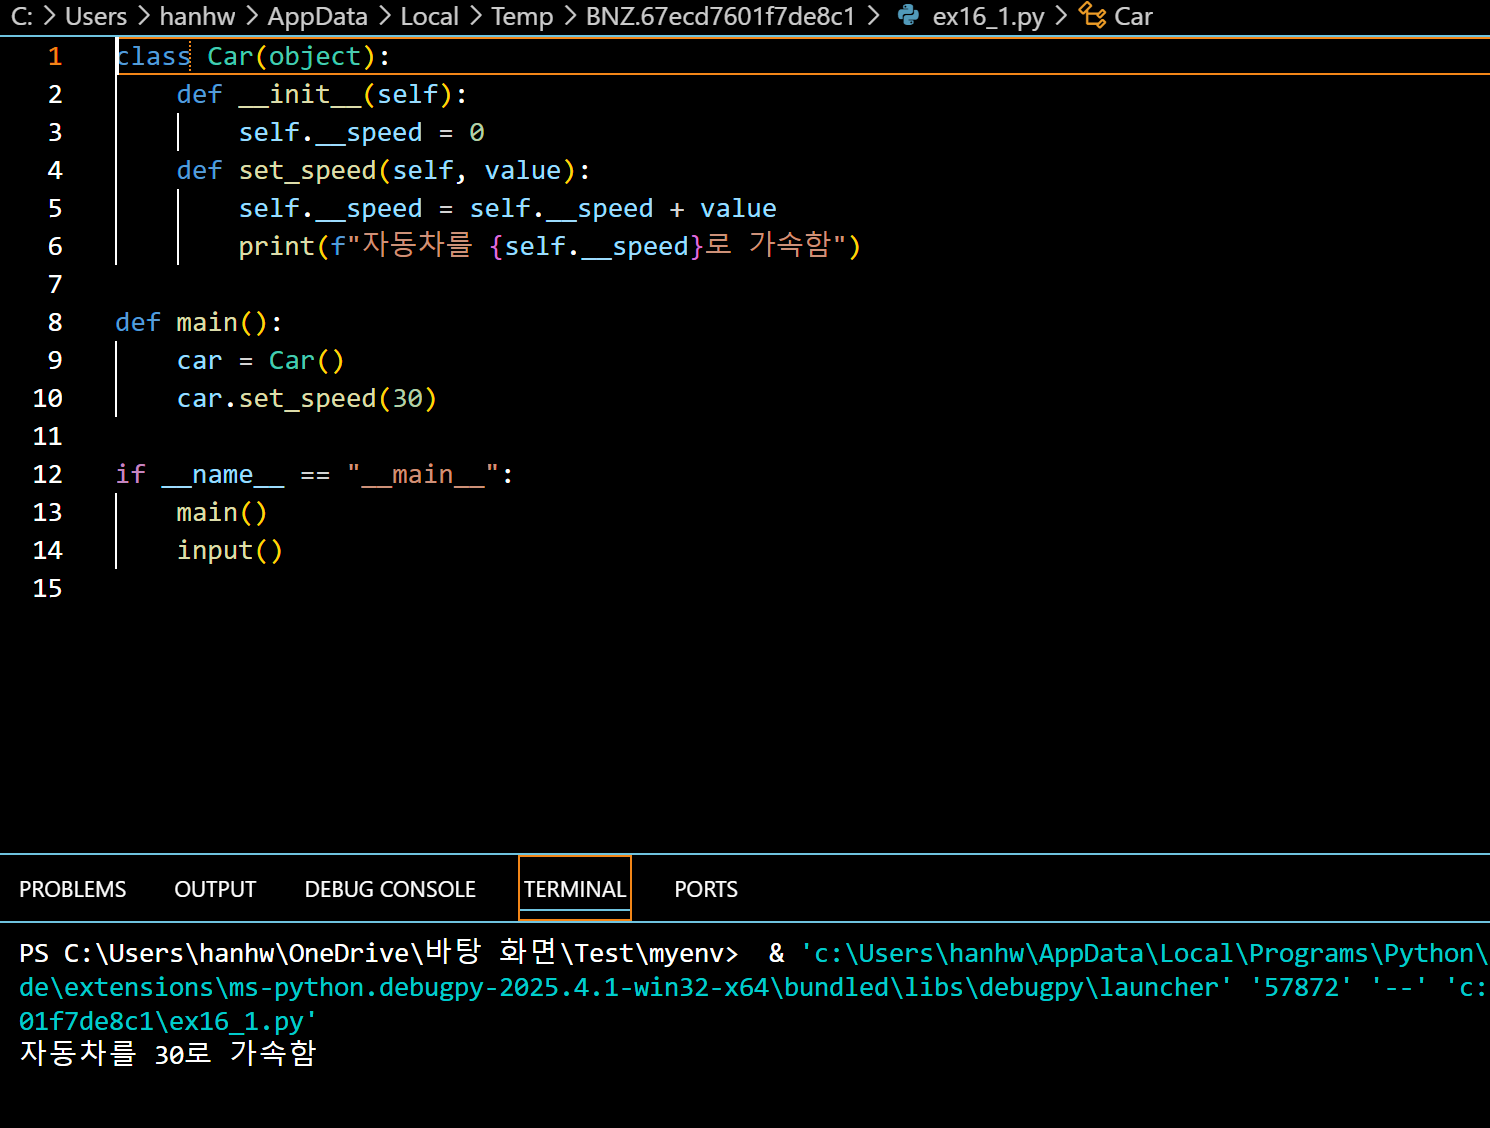 C: > Users > hanhw > AppData > Local > Temp > BNZ.67ecd7601f7de8c1 > ex16_1.py > Car
1 class Car(object):
2     def __init__(self):
3         self.__speed = 0
4     def set_speed(self, value):
5         self.__speed = self.__speed + value
6         print(f"자동차를 {self.__speed}로 가속함")
7
8 def main():
9     car = Car()
10     car.set_speed(30)
11
12 if __name__ == "__main__":
13     main()
14     input()
15
PROBLEMS OUTPUT DEBUG CONSOLE TERMINAL PORTS
PS C:\Users\hanhw\OneDrive\바탕 화면\Test\myenv>  & 'c:\Users\hanhw\AppData\Local\Programs\Python\
de\extensions\ms-python.debugpy-2025.4.1-win32-x64\bundled\libs\debugpy\launcher' '57872' '--' 'c:
01f7de8c1\ex16_1.py'
자동차를 30로 가속함